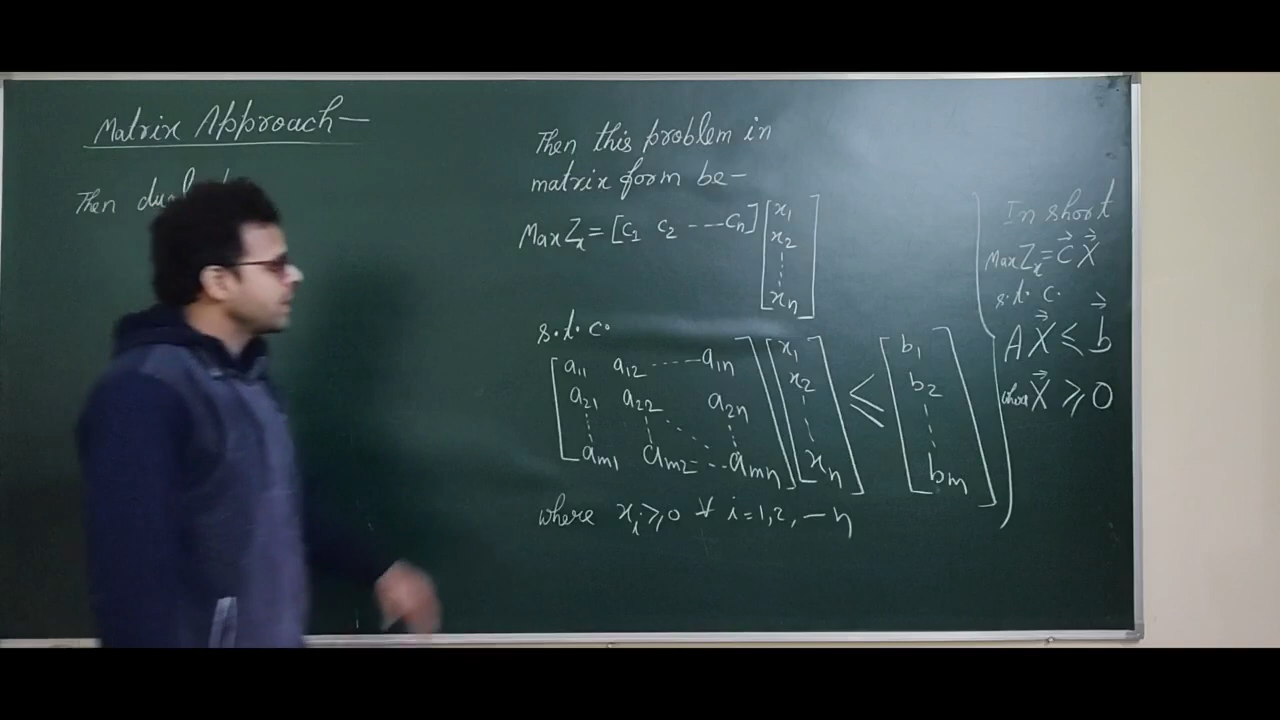 Matrix Approach—
Then dual
Then this problem in
matrix form be—
Max Zₓ = [c₁ c₂ ---- cₙ] [x₁
x₂
⋮
xₙ]
s.t.c.
[a₁₁ a₁₂ ------ a₁ₙ
a₂₁ a₂₂ a₂ₙ
⋮ ⋮ ⋱ ⋮
aₘ₁ aₘ₂ --- aₘₙ] [x₁
x₂
⋮
xₙ] ≤ [b₁
b₂
⋮
bₘ]
where xᵢ ≥ 0 ∀ i = 1, 2, — n
In short
Max Zₓ = C⃗ X⃗
s.t.c.
A X⃗ ≤ b⃗
where X⃗ ≥ 0